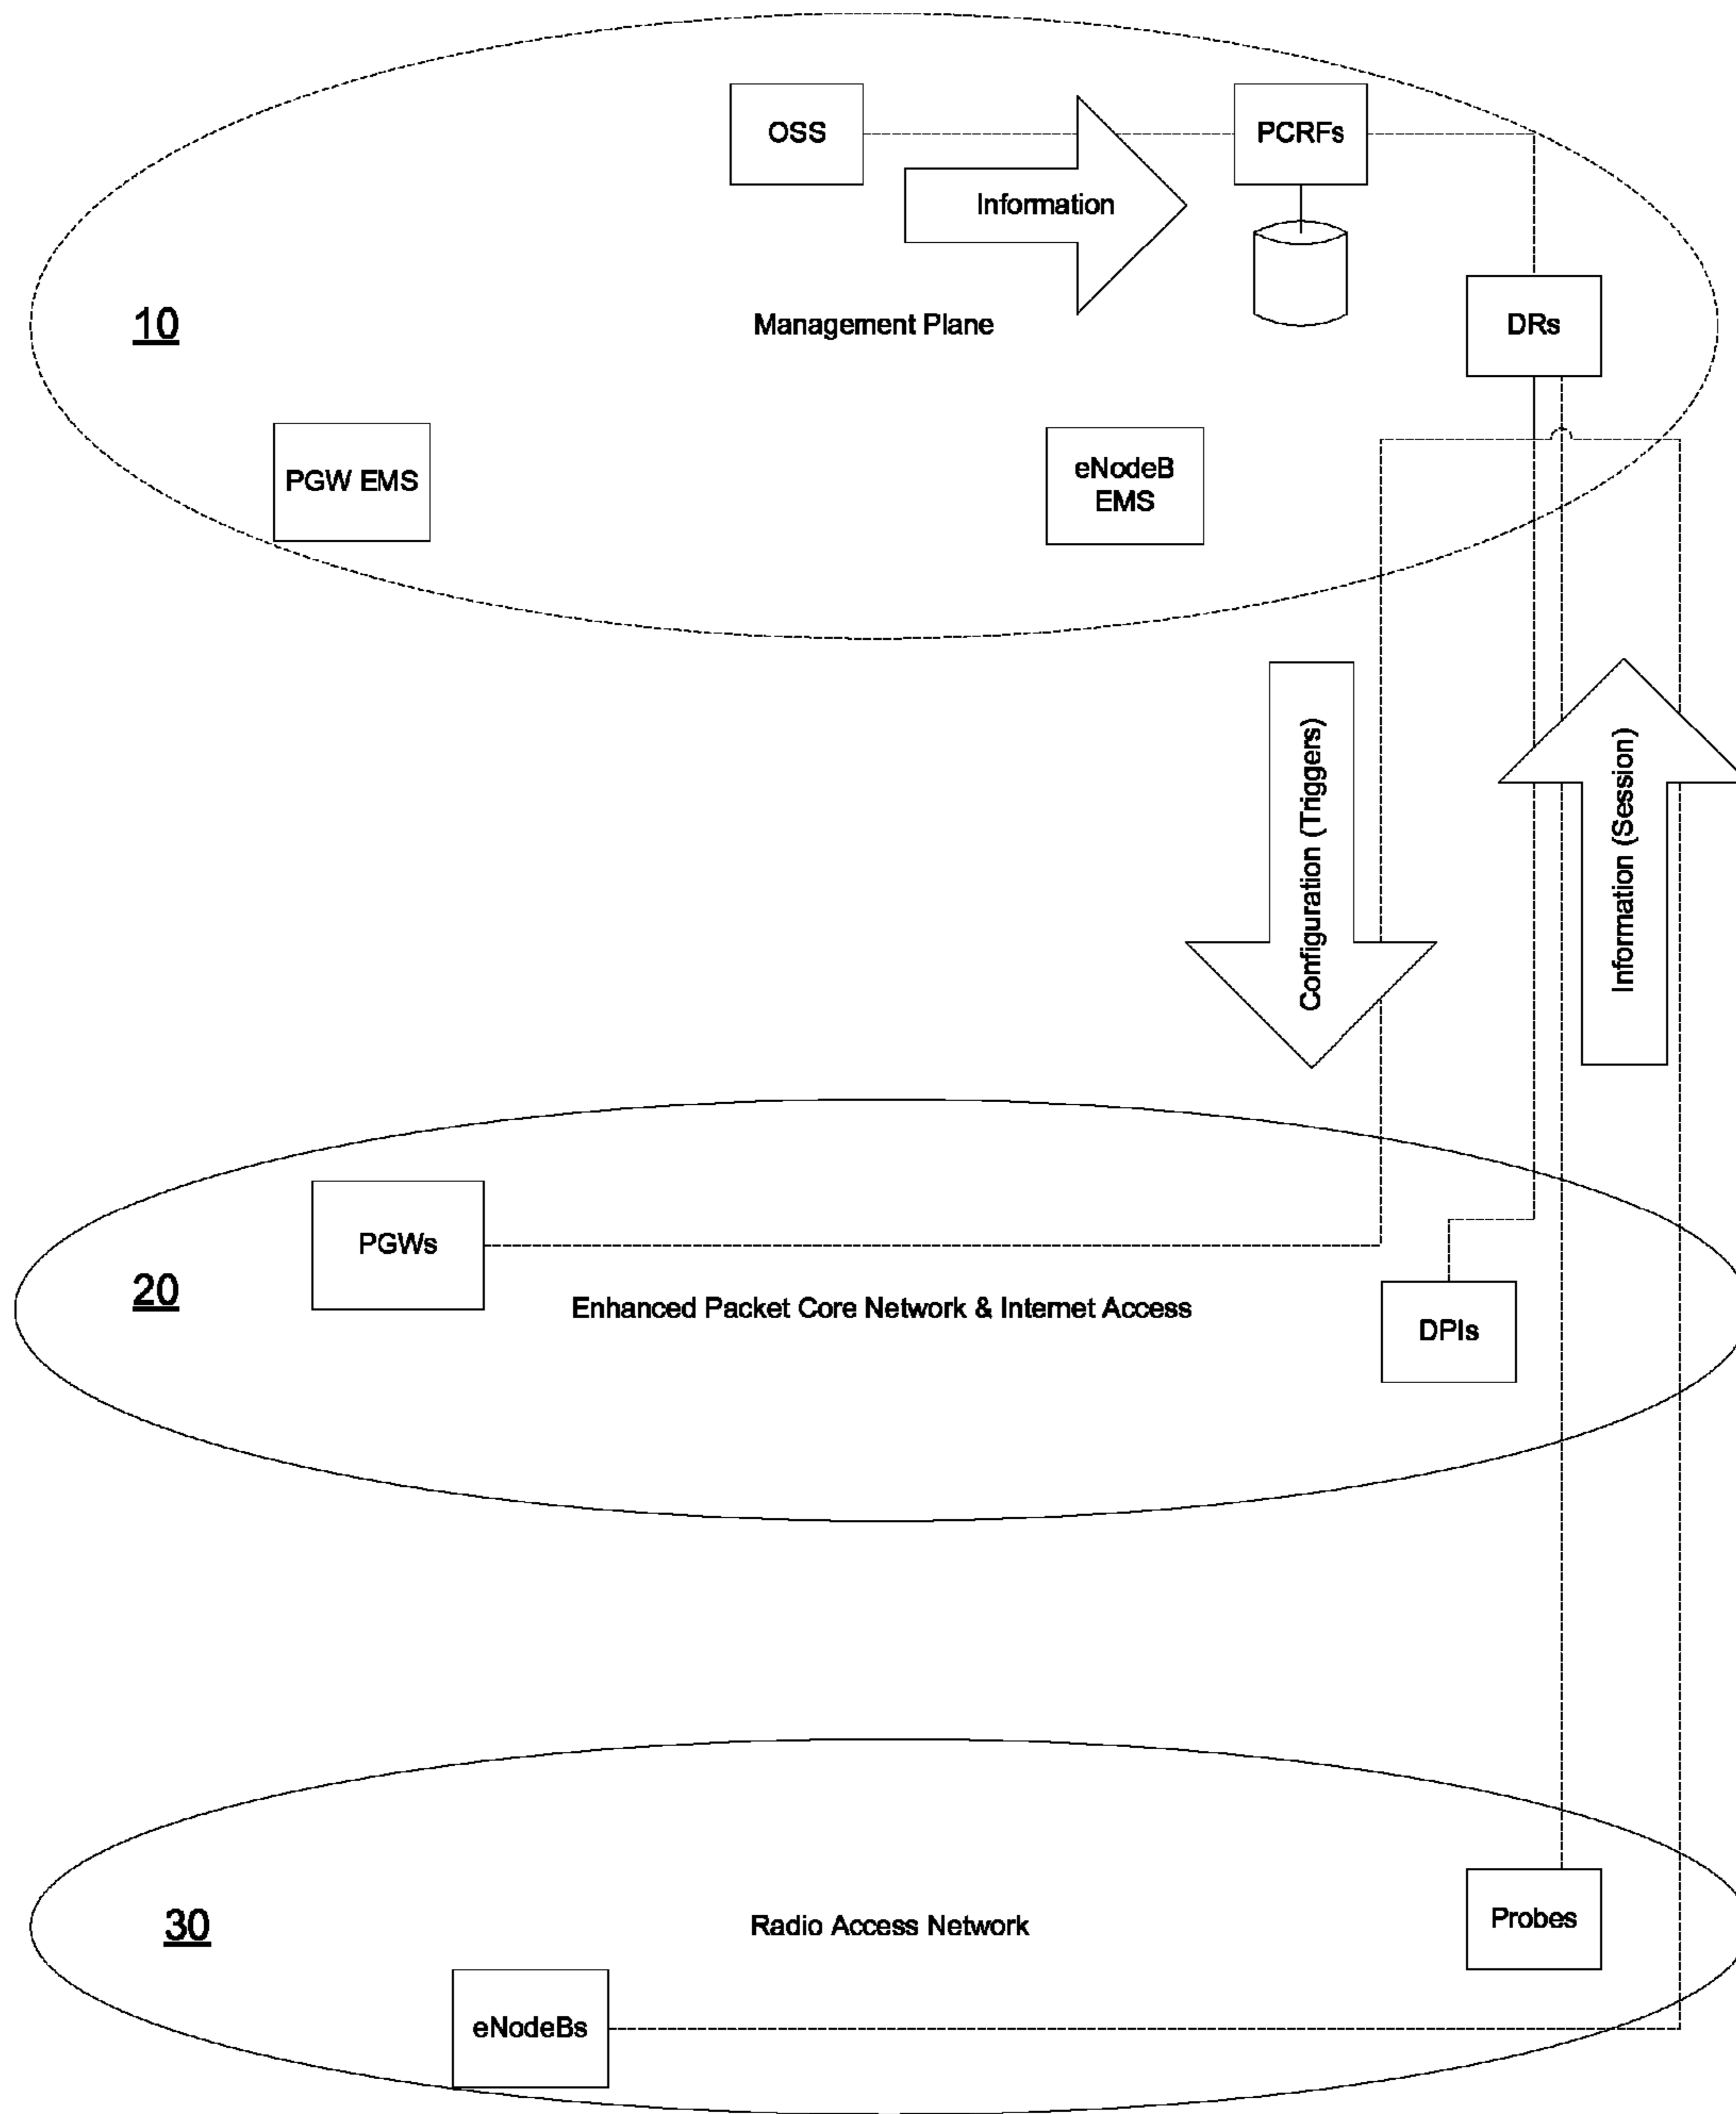 OSS
PCRFs
Information
10
Management Plane
DRs
PGW EMS
eNodeB
EMS
Configuration (Triggers)
Information (Session)
PGWs
20
Enhanced Packet Core Network & Internet Access
DPIs
30
Radio Access Network
Probes
eNodeBs